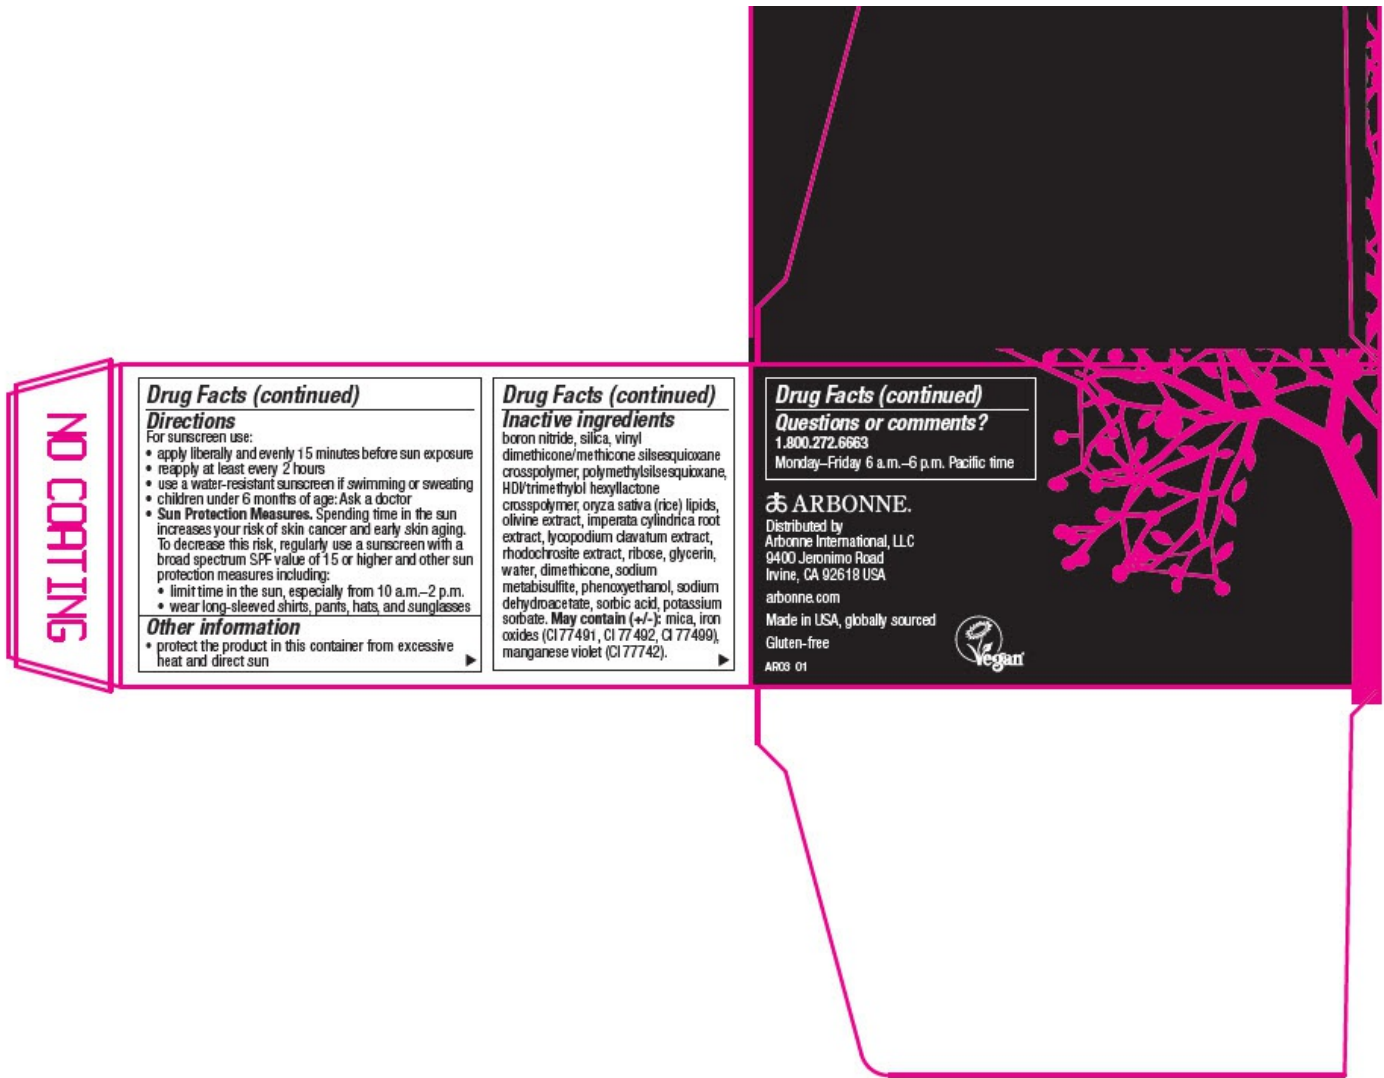 NO COATING
Drug Facts (continued)
Directions
For sunscreen use:
• apply liberally and evenly 15 minutes before sun exposure
• reapply at least every 2 hours
• use a water-resistant sunscreen if swimming or sweating
• children under 6 months of age: Ask a doctor
• Sun Protection Measures. Spending time in the sun
increases your risk of skin cancer and early skin aging.
To decrease this risk, regularly use a sunscreen with a
broad spectrum SPF value of 15 or higher and other sun
protection measures including:
• limit time in the sun, especially from 10 a.m.–2 p.m.
• wear long-sleeved shirts, pants, hats, and sunglasses
Other information
• protect the product in this container from excessive
heat and direct sun
Drug Facts (continued)
Inactive ingredients
boron nitride, silica, vinyl
dimethicone/methicone silsesquioxane
crosspolymer, polymethylsilsesquioxane,
HDI/trimethylol hexyllactone
crosspolymer, oryza sativa (rice) lipids,
olivine extract, imperata cylindrica root
extract, lycopodium clavatum extract,
rhodochrosite extract, ribose, glycerin,
water, dimethicone, sodium
metabisulfite, phenoxyethanol, sodium
dehydroacetate, sorbic acid, potassium
sorbate. May contain (+/-): mica, iron
oxides (CI 77491, CI 77492, CI 77499),
manganese violet (CI 77742).
Drug Facts (continued)
Questions or comments?
1.800.272.6663
Monday–Friday 6 a.m.–6 p.m. Pacific time
ARBONNE.
Distributed by
Arbonne International, LLC
9400 Jeronimo Road
Irvine, CA 92618 USA
arbonne.com
Made in USA, globally sourced
Gluten-free
AR03 01
Vegan